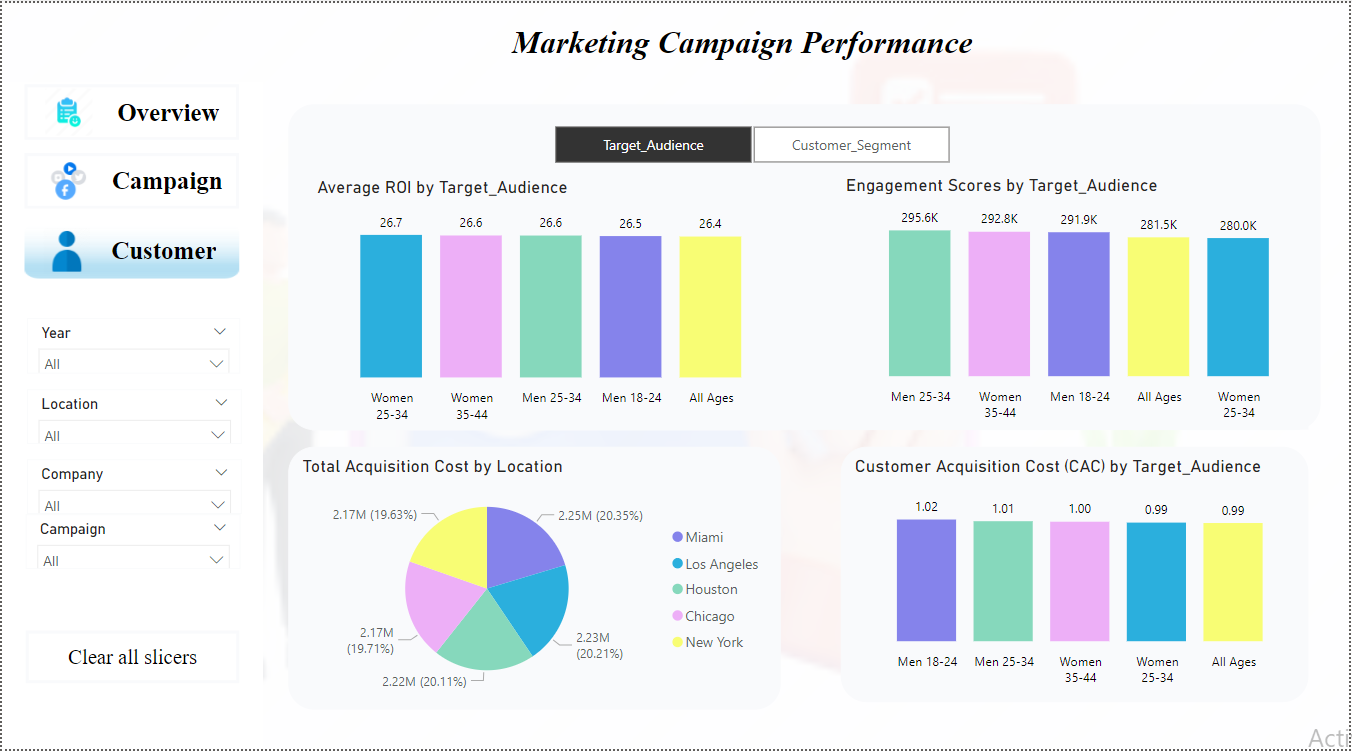 Marketing Campaign Performance
Overview
Campaign
Customer
Year
All
Location
All
Company
All
Campaign
All
Clear all slicers
Target_Audience
Customer_Segment
Average ROI by Target_Audience
26.7
26.6
26.6
26.5
26.4
Women
25-34
Women
35-44
Men 25-34
Men 18-24
All Ages
Engagement Scores by Target_Audience
295.6K
292.8K
291.9K
281.5K
280.0K
Men 25-34
Women
35-44
Men 18-24
All Ages
Women
25-34
Total Acquisition Cost by Location
2.17M (19.63%)
2.25M (20.35%)
2.17M
(19.71%)
2.23M
(20.21%)
2.22M (20.11%)
Miami
Los Angeles
Houston
Chicago
New York
Customer Acquisition Cost (CAC) by Target_Audience
1.02
1.01
1.00
0.99
0.99
Men 18-24
Men 25-34
Women
35-44
Women
25-34
All Ages